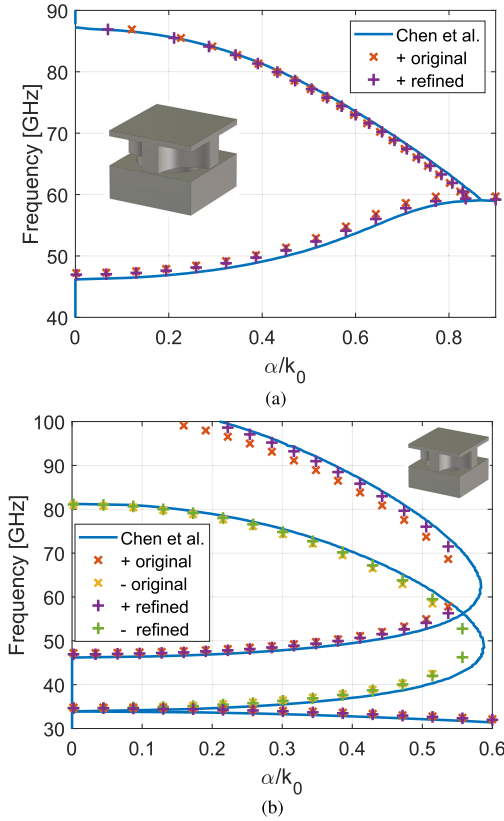 90
80
70
60
50
40
Frequency [GHz]
Chen et al.
+ original
+ refined
0
0.2
0.4
0.6
0.8
α/k0
(a)
100
90
80
70
60
50
40
30
Frequency [GHz]
Chen et al.
+ original
- original
+ refined
- refined
0
0.1
0.2
0.3
0.4
0.5
0.6
α/k0
(b)